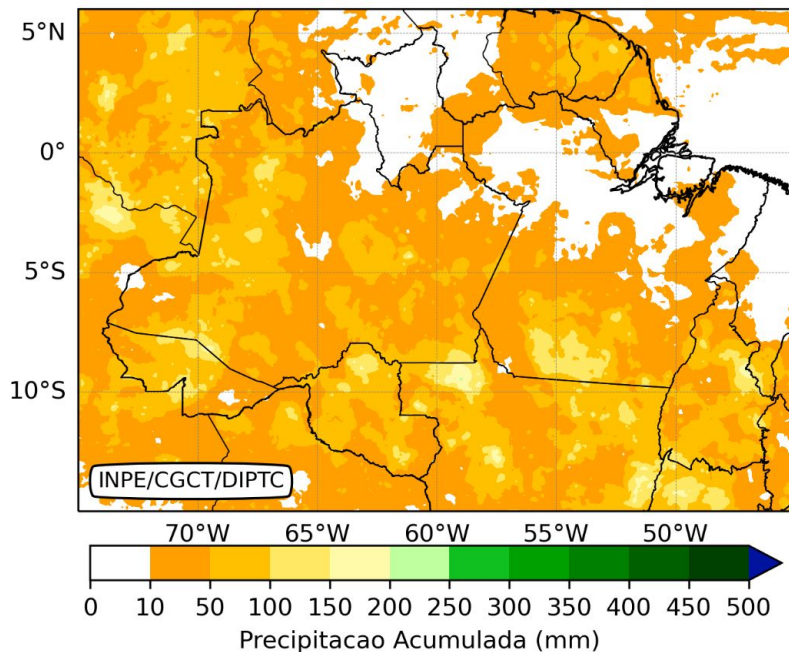 5°N
0°
5°S
10°S
INPE/CGCT/DIPTC
70°W 65°W 60°W 55°W 50°W
0 10 50 100 150 200 250 300 350 400 450 500
Precipitacao Acumulada (mm)